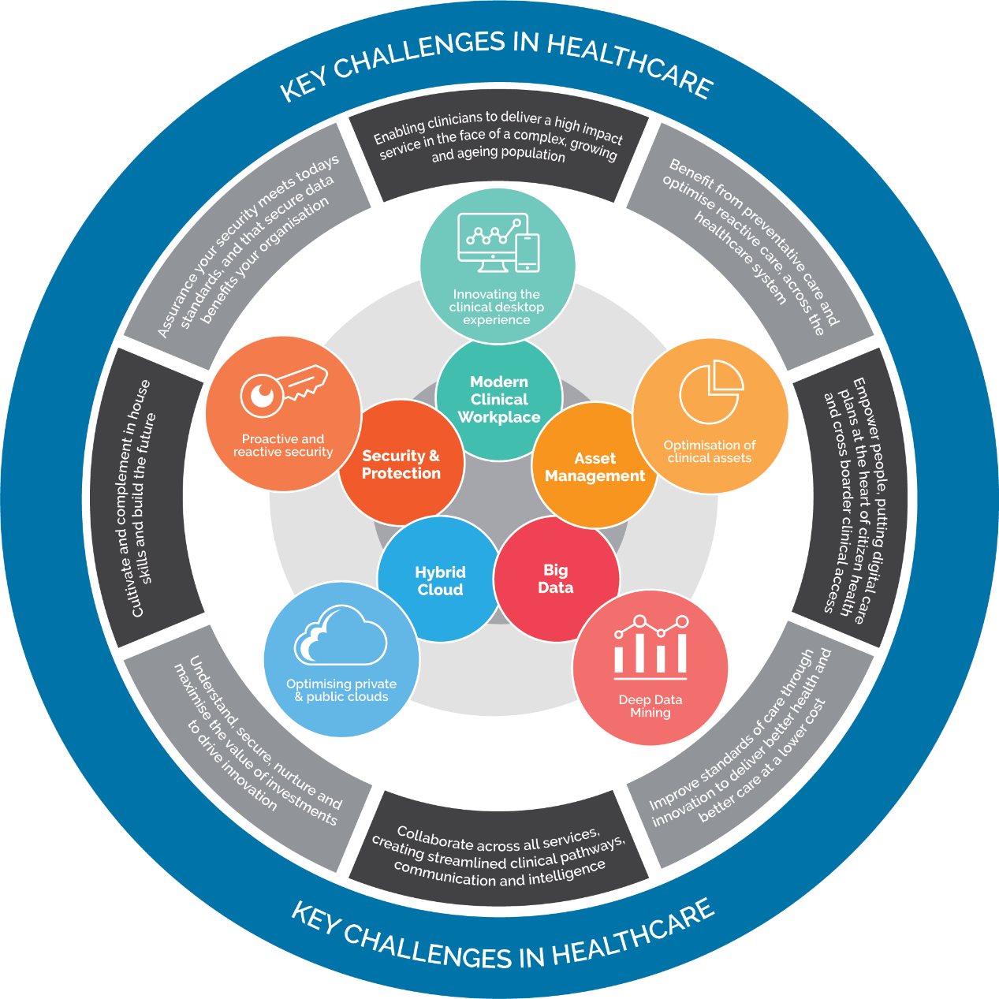 KEY CHALLENGES IN HEALTHCARE
Enabling clinicians to deliver a high impact
service in the face of a complex, growing
and ageing population
Benefit from preventative care and
optimise reactive care, across the
healthcare system
Empower people, putting digital care
plans at the heart of citizen health
and cross boarder clinical access
Improve standards of care through
innovation to deliver better health and
better care at a lower cost
Collaborate across all services,
creating streamlined clinical pathways,
communication and intelligence
Understand, secure, nurture and
maximise the value of investments
to drive innovation
Cultivate and complement in house
skills and build the future
Assurance your security meets todays
standards, and that secure data
benefits your organisation
Innovating the
clinical desktop
experience
Modern
Clinical
Workplace
Optimisation of
clinical assets
Asset
Management
Deep Data
Mining
Big
Data
Optimising private
& public clouds
Hybrid
Cloud
Proactive and
reactive security
Security &
Protection
KEY CHALLENGES IN HEALTHCARE